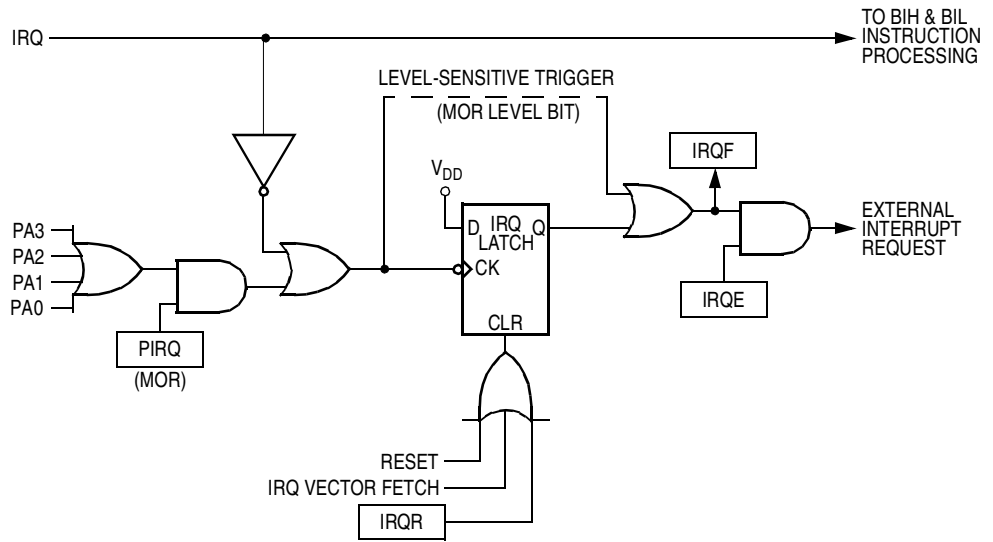 IRQ
TO BIH & BIL
INSTRUCTION
PROCESSING
LEVEL-SENSITIVE TRIGGER
(MOR LEVEL BIT)
IRQF
VDD
PA3
PA2
PA1
PA0
D IRQ Q
LATCH
CK
CLR
EXTERNAL
INTERRUPT
REQUEST
IRQE
PIRQ
(MOR)
RESET
IRQ VECTOR FETCH
IRQR